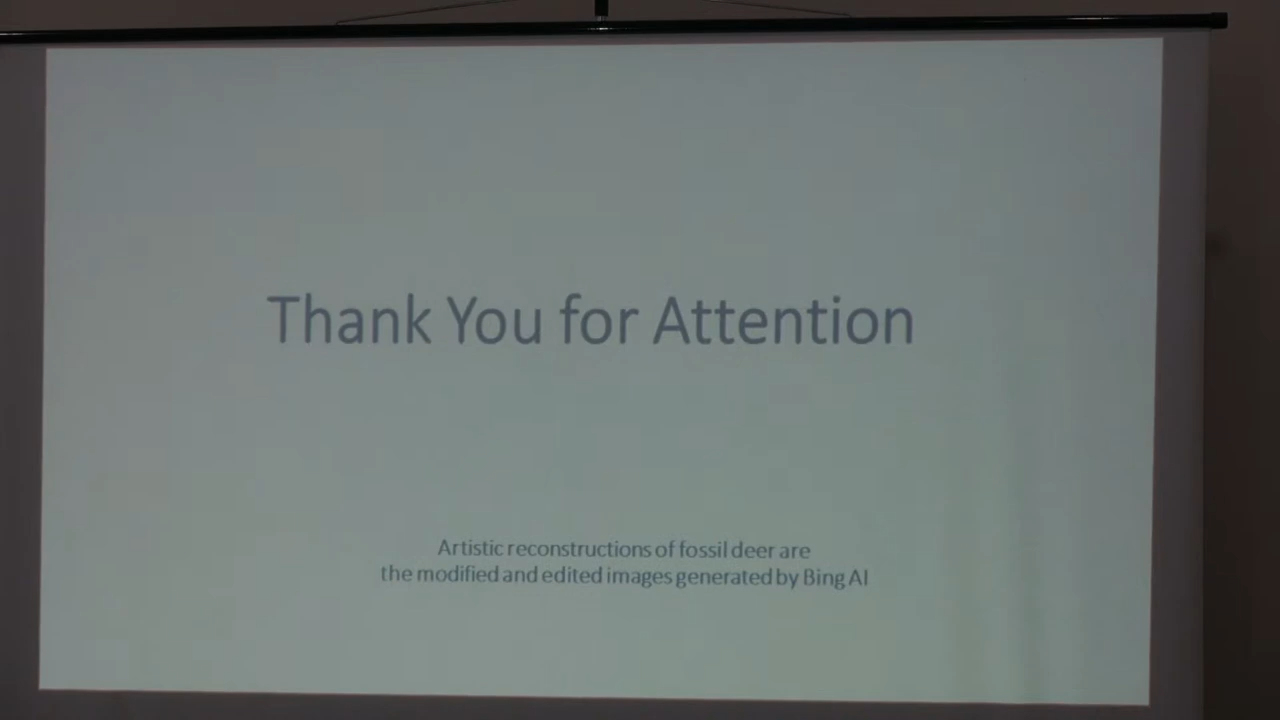 Thank You for Attention
Artistic reconstructions of fossil deer are
the modified and edited images generated by Bing AI